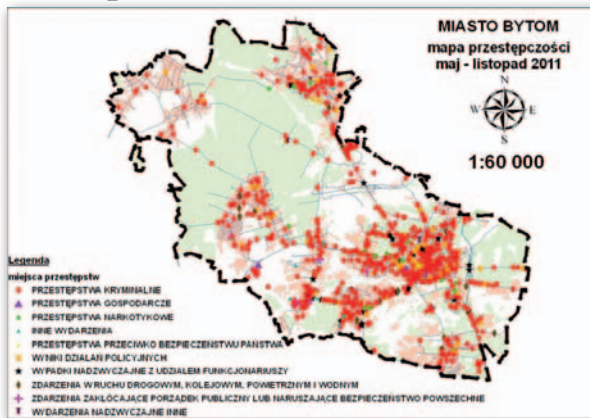 MIASTO BYTOM
mapa przestępczości
maj - listopad 2011
N
W E
S
1:60 000
Legenda
miejsca przestępstw
PRZESTĘPSTWA KRYMINALNE
PRZESTĘPSTWA GOSPODARCZE
PRZESTĘPSTWA NARKOTYKOWE
INNE WYDARZENIA
PRZESTĘPSTWA PRZECIWKO BEZPIECZEŃSTWU PAŃSTWA
WYNIKI DZIAŁAŃ POLICYJNYCH
WYPADKI NADZWYCZAJNE Z UDZIAŁEM FUNKCJONARIUSZY
ZDARZENIA W RUCHU DROGOWYM, KOLEJOWYM, POWIETRZNYM I WODNYM
ZDARZENIA ZAKŁÓCAJĄCE PORZĄDEK PUBLICZNY LUB NARUSZAJĄCE BEZPIECZEŃSTWO POWSZECHNE
WYDARZENIA NADZWYCZAJNE INNE